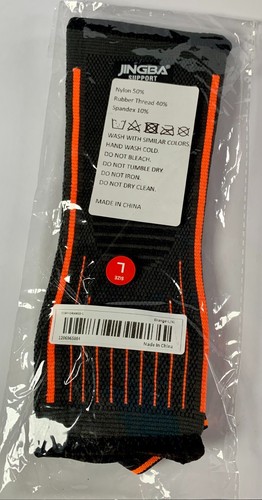 JINGBA
SUPPORT
Nylon 50%
Rubber Thread 40%
Spandex 10%
WASH WITH SIMILAR COLORS
HAND WASH COLD.
DO NOT BLEACH.
DO NOT TUMBLE DRY
DO NOT IRON.
DO NOT DRY CLEAN.
MADE IN CHINA
L
SIZE
Made In China